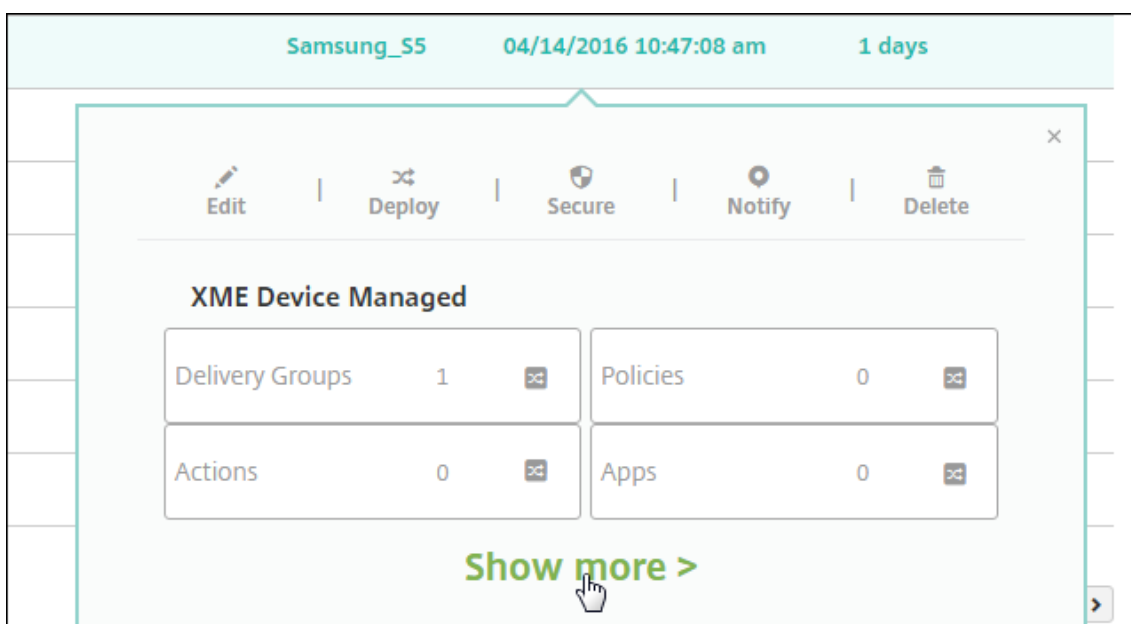 Samsung_S5 04/14/2016 10:47:08 am 1 days
Edit | Deploy | Secure | Notify | Delete
XME Device Managed
Delivery Groups 1 Policies 0
Actions 0 Apps 0
Show more >